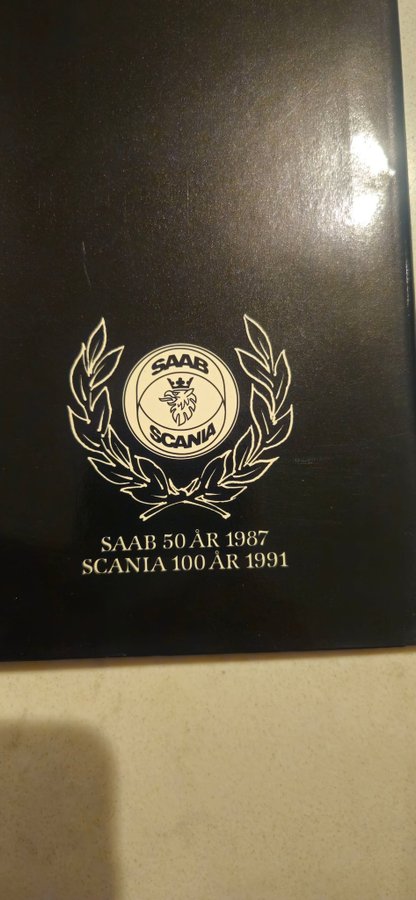 SAAB
SCANIA
SAAB 50 ÅR 1987
SCANIA 100 ÅR 1991